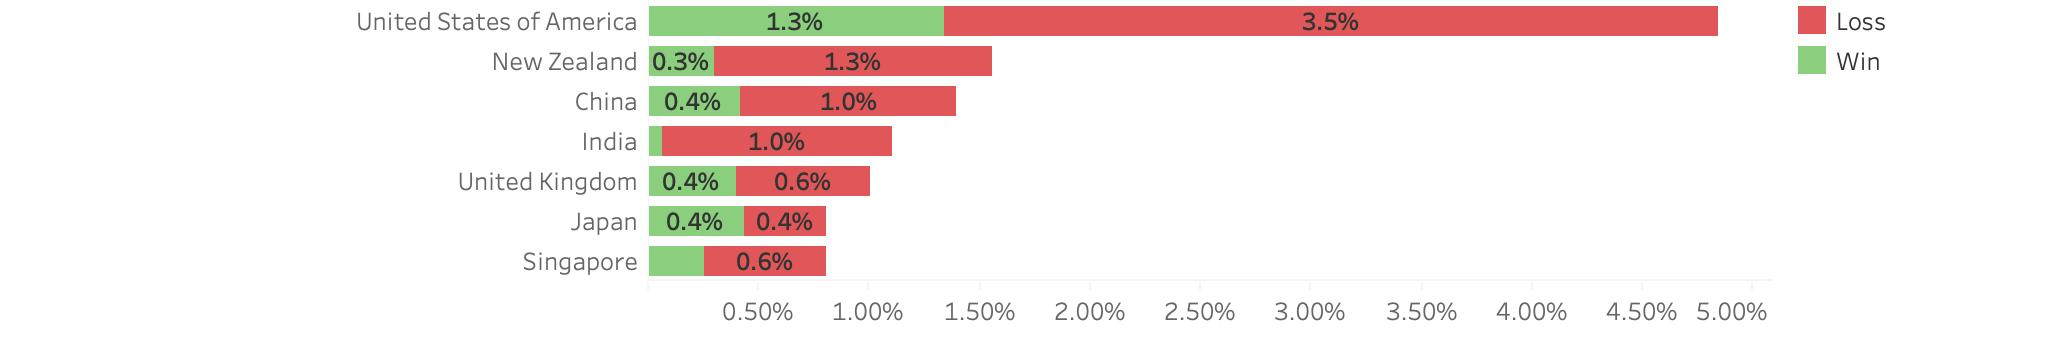 United States of America 1.3% 3.5% Loss
New Zealand 0.3% 1.3% Win
China 0.4% 1.0%
India 1.0%
United Kingdom 0.4% 0.6%
Japan 0.4% 0.4%
Singapore 0.6%
0.50% 1.00% 1.50% 2.00% 2.50% 3.00% 3.50% 4.00% 4.50% 5.00%